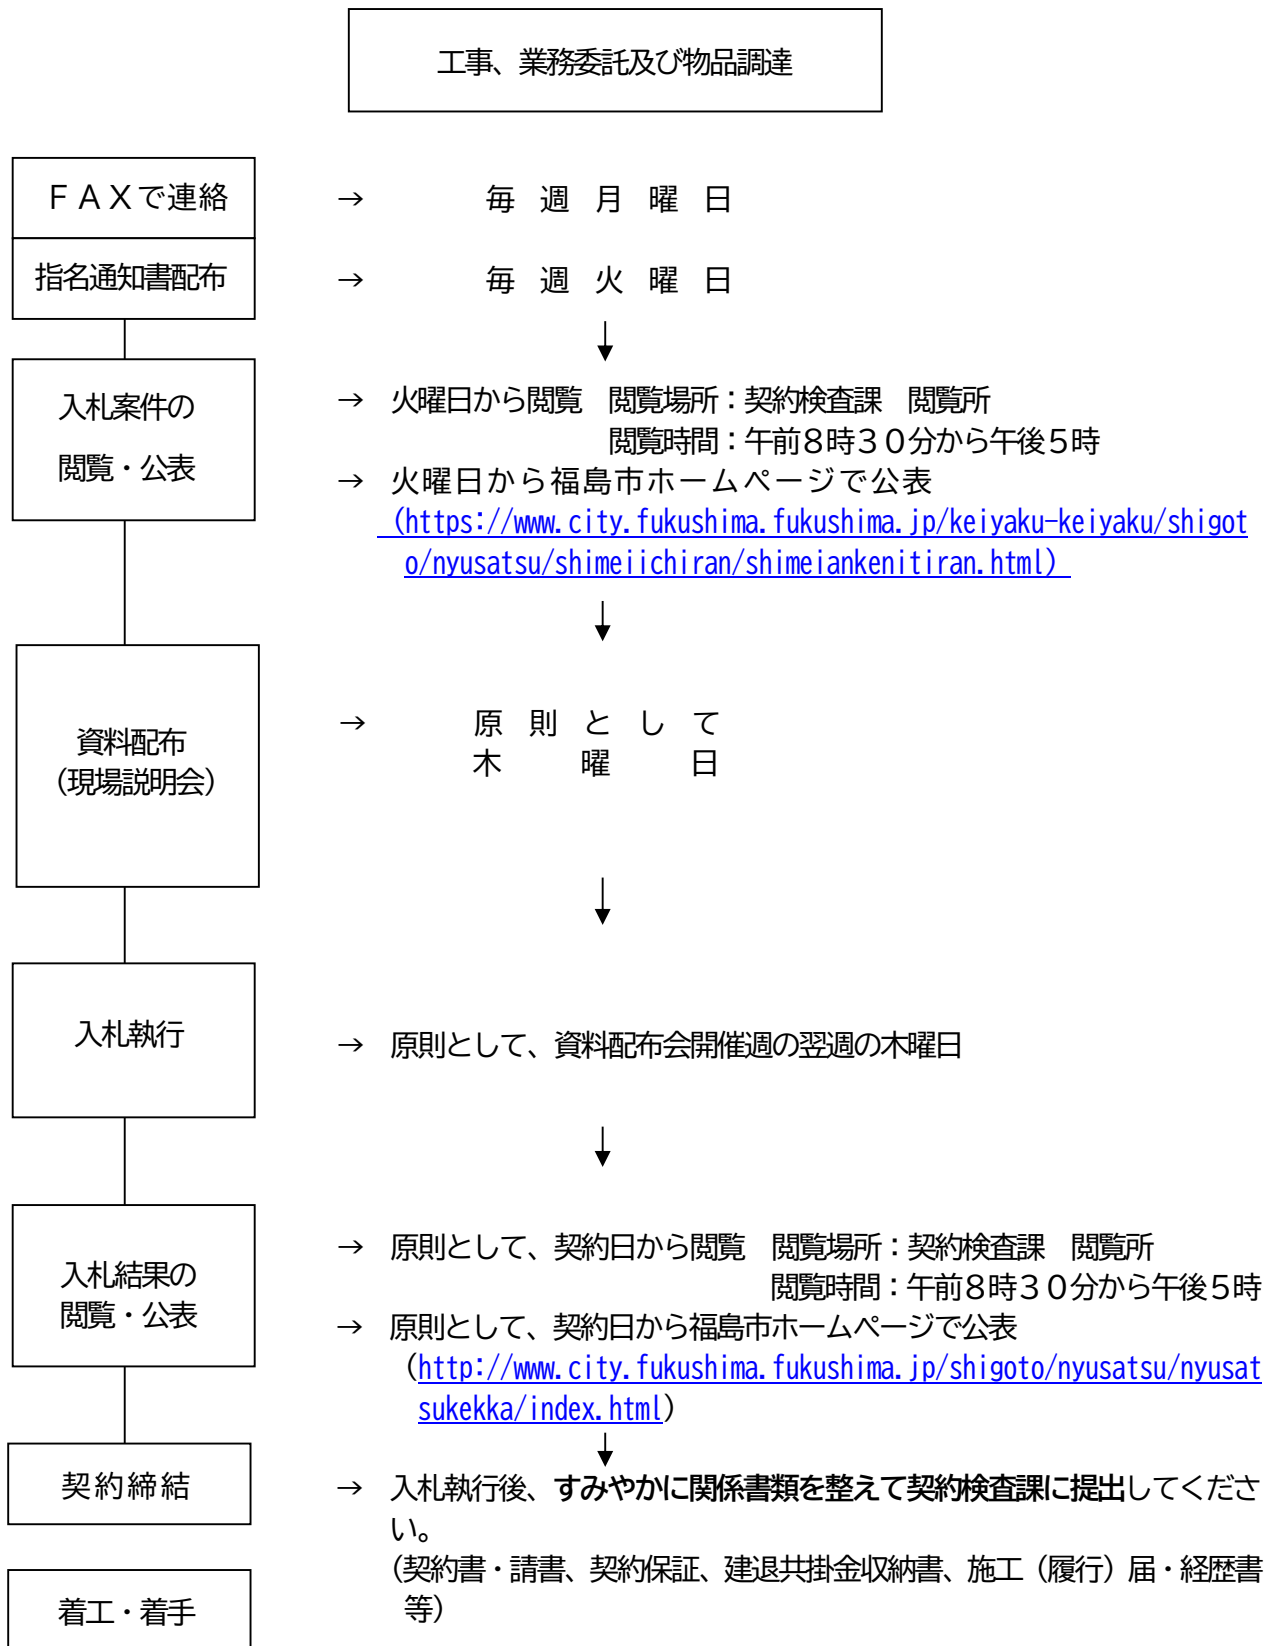 工事、業務委託及び物品調達
ＦＡＸで連絡
→ 毎週月曜日
指名通知書配布
→ 毎週火曜日
↓
入札案件の
閲覧・公表
→ 火曜日から閲覧　閲覧場所：契約検査課　閲覧所
閲覧時間：午前８時３０分から午後５時
→ 火曜日から福島市ホームページで公表
(https://www.city.fukushima.fukushima.jp/keiyaku-keiyaku/shigot
o/nyusatsu/shimeiichiran/shimeiankenitiran.html)
↓
資料配布
（現場説明会）
→ 原則として
木曜日
↓
入札執行
→ 原則として、資料配布会開催週の翌週の木曜日
↓
入札結果の
閲覧・公表
→ 原則として、契約日から閲覧　閲覧場所：契約検査課　閲覧所
閲覧時間：午前８時３０分から午後５時
→ 原則として、契約日から福島市ホームページで公表
（http://www.city.fukushima.fukushima.jp/shigoto/nyusatsu/nyusat
sukekka/index.html）
↓
契約締結
→ 入札執行後、すみやかに関係書類を整えて契約検査課に提出してくださ
い。
（契約書・請書、契約保証、建退共掛金収納書、施工（履行）届・経歴書
等）
着工・着手